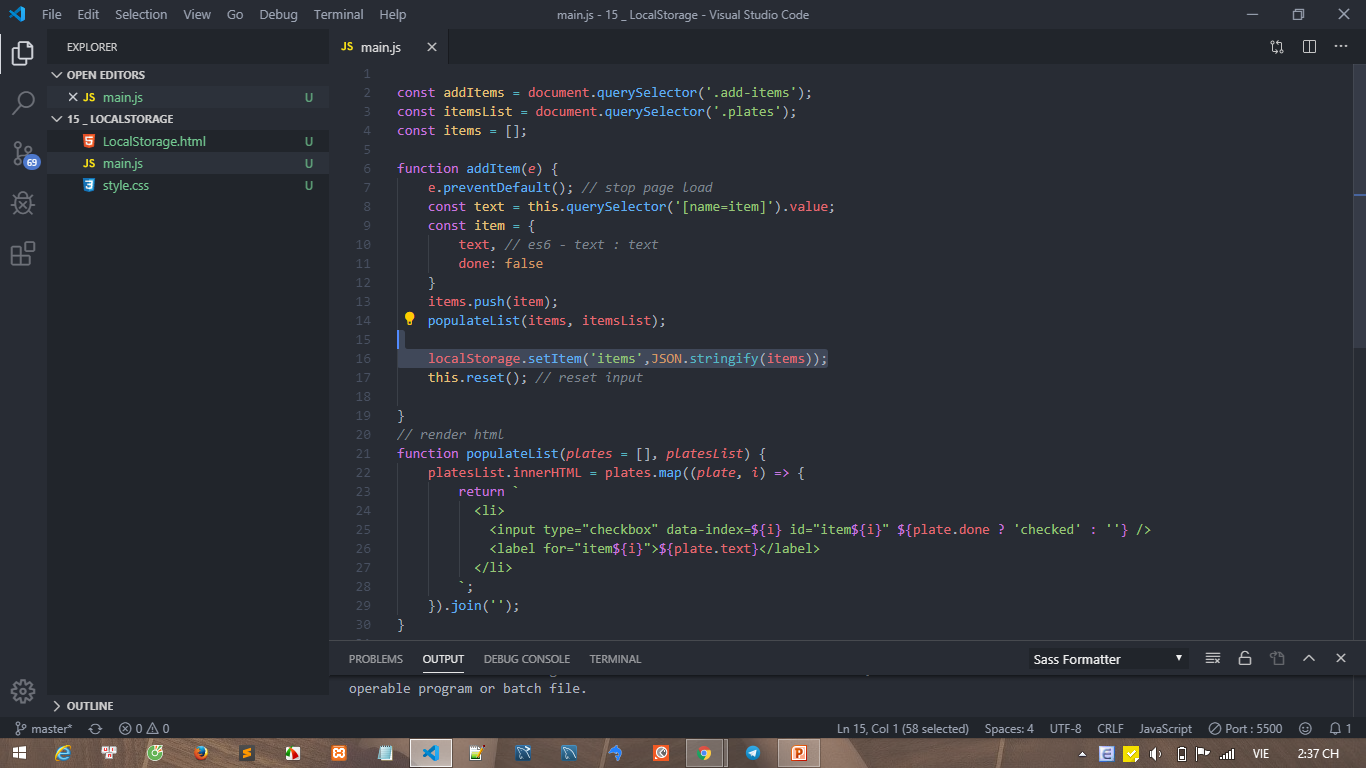 File Edit Selection View Go Debug Terminal Help
main.js - 15 _ LocalStorage - Visual Studio Code
EXPLORER
OPEN EDITORS
JS main.js U
15 _ LOCALSTORAGE
LocalStorage.html U
JS main.js U
style.css U
69
OUTLINE
JS main.js
1
2 const addItems = document.querySelector('.add-items');
3 const itemsList = document.querySelector('.plates');
4 const items = [];
5
6 function addItem(e) {
7 e.preventDefault(); // stop page load
8 const text = this.querySelector('[name=item]').value;
9 const item = {
10 text, // es6 - text : text
11 done: false
12 }
13 items.push(item);
14 populateList(items, itemsList);
15
16 localStorage.setItem('items',JSON.stringify(items));
17 this.reset(); // reset input
18
19 }
20 // render html
21 function populateList(plates = [], platesList) {
22 platesList.innerHTML = plates.map((plate, i) => {
23 return `
24 <li>
25 <input type="checkbox" data-index=${i} id="item${i}" ${plate.done ? 'checked' : ''} />
26 <label for="item${i}">${plate.text}</label>
27 </li>
28 `;
29 }).join('');
30 }
PROBLEMS OUTPUT DEBUG CONSOLE TERMINAL
Sass Formatter
operable program or batch file.
master* 0 0
Ln 15, Col 1 (58 selected) Spaces: 4 UTF-8 CRLF JavaScript Port : 5500 1
VIE 2:37 CH